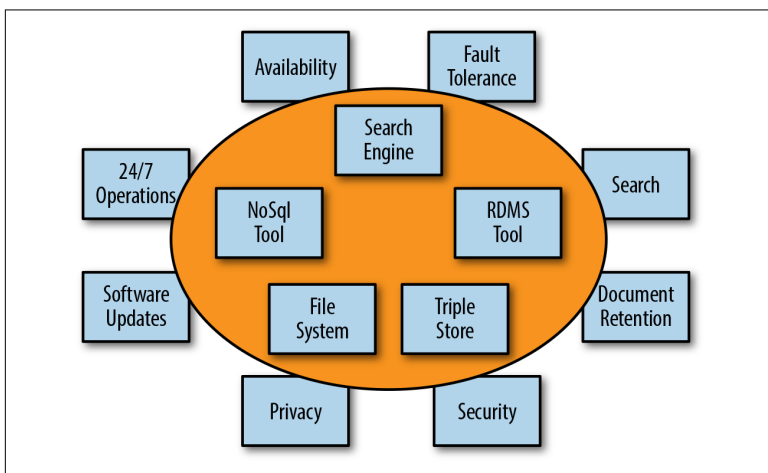 Availability
Fault
Tolerance
Search
Engine
24/7
Operations
Search
NoSql
Tool
RDMS
Tool
Software
Updates
File
System
Triple
Store
Document
Retention
Privacy
Security